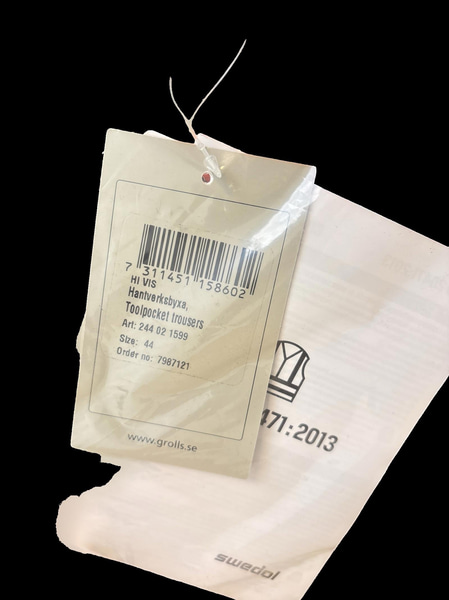 7 311451 158602
HI VIS
Hantverksbyxa,
Toolpocket trousers
Art: 244 02 1599
Size: 44
Order no: 7987121
www.grolls.se
471:2013
swedol